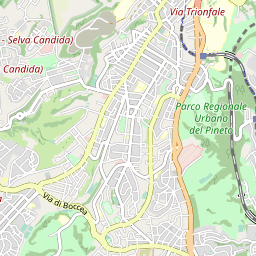 Via Trionfale
- Selva Candida)
Candida)
Parco Regionale
Urbano
del Pineto
Via di Boccea